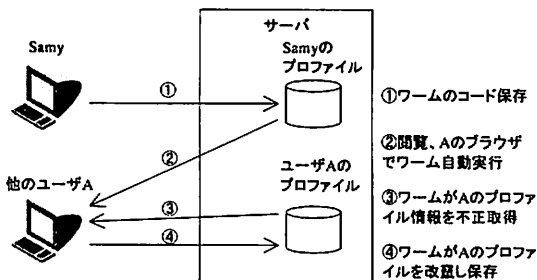 サーバ
Samy
Samyの
プロファイル
①
②
他のユーザA
ユーザAの
プロファイル
③
④
①ワームのコード保存
②閲覧、Aのブラウザ
でワーム自動実行
③ワームがAのプロファ
イル情報を不正取得
④ワームがAのプロファ
イルを改竄し保存